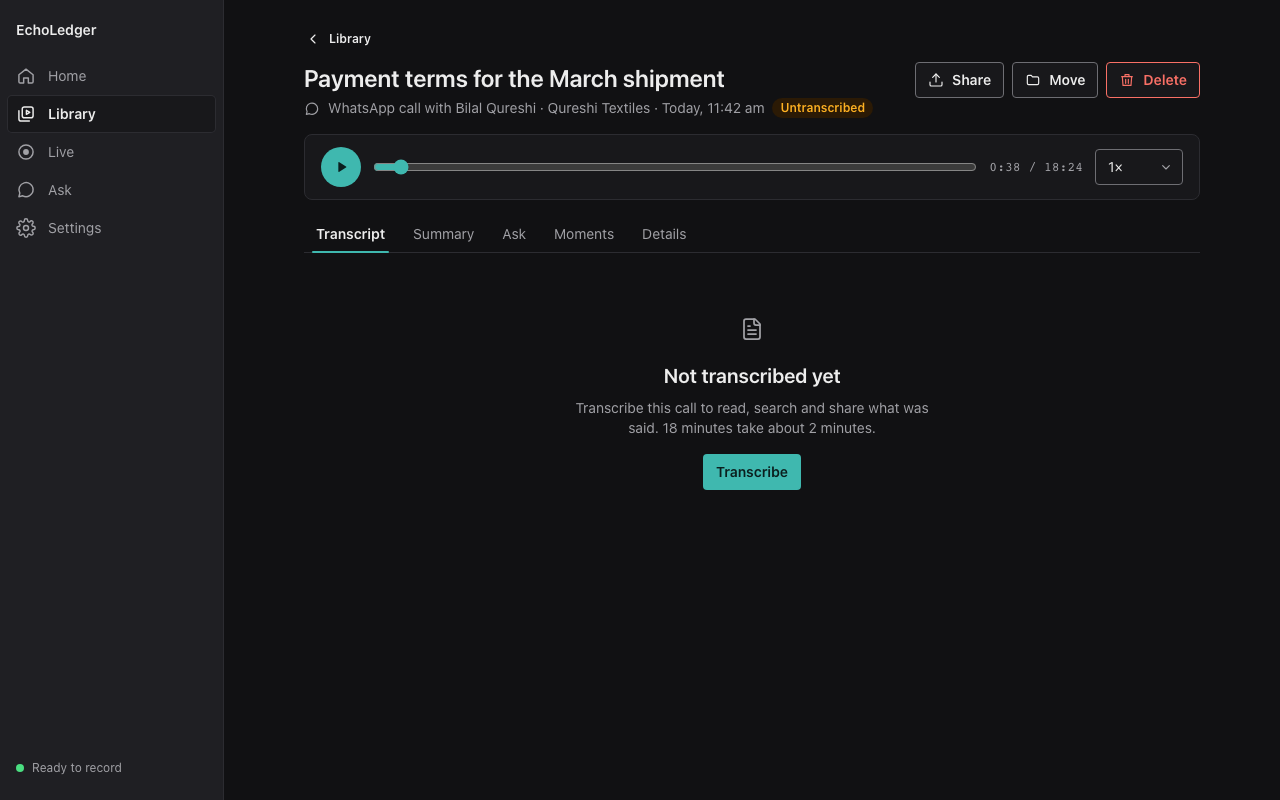 EchoLedger
Home
Library
Live
Ask
Settings
Ready to record
Library
Payment terms for the March shipment
Share
Move
Delete
WhatsApp call with Bilal Qureshi · Qureshi Textiles · Today, 11:42 am
Untranscribed
0:38 / 18:24
1x
Transcript
Summary
Ask
Moments
Details
Not transcribed yet
Transcribe this call to read, search and share what was
said. 18 minutes take about 2 minutes.
Transcribe